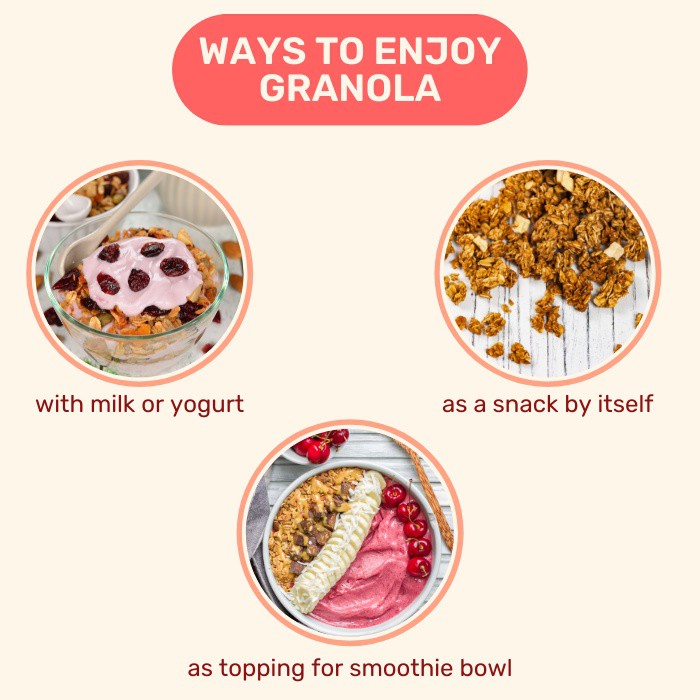 WAYS TO ENJOY
GRANOLA
with milk or yogurt
as a snack by itself
as topping for smoothie bowl